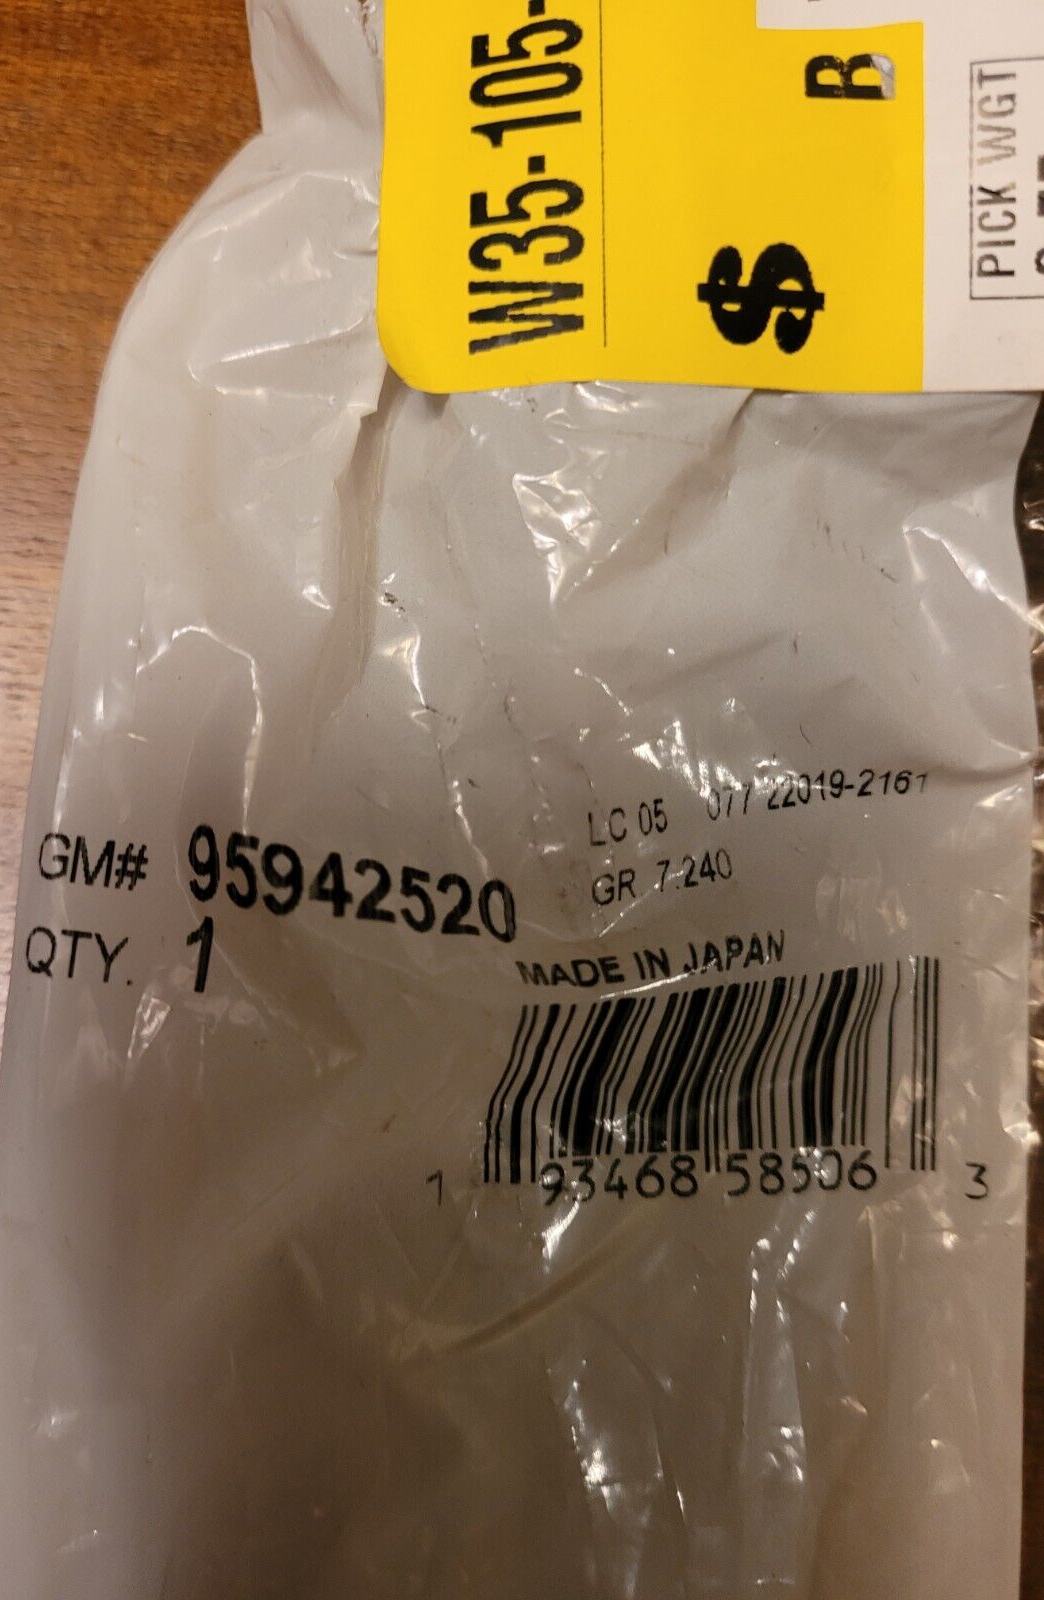 W35-105-
$
B
PICK WGT
LC 05 077 22019-2161
GR 7.240
GM# 95942520
QTY. 1
MADE IN JAPAN
1 93468 58506 3